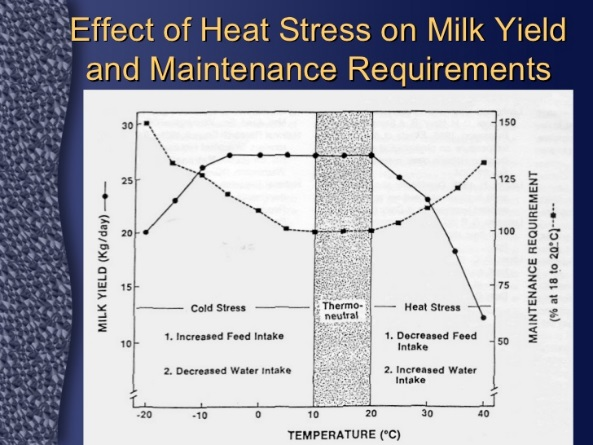 Effect of Heat Stress on Milk Yield
and Maintenance Requirements
30
25
20
15
10
MILK YIELD (Kg/day)
150
125
100
75
50
MAINTENANCE REQUIREMENT
(% at 18 to 20°C)
Cold Stress
1. Increased Feed Intake
2. Decreased Water Intake
Thermo-
neutral
Heat Stress
1. Decreased Feed
Intake
2. Increased Water
Intake
-20 -10 0 10 20 30 40
TEMPERATURE (°C)